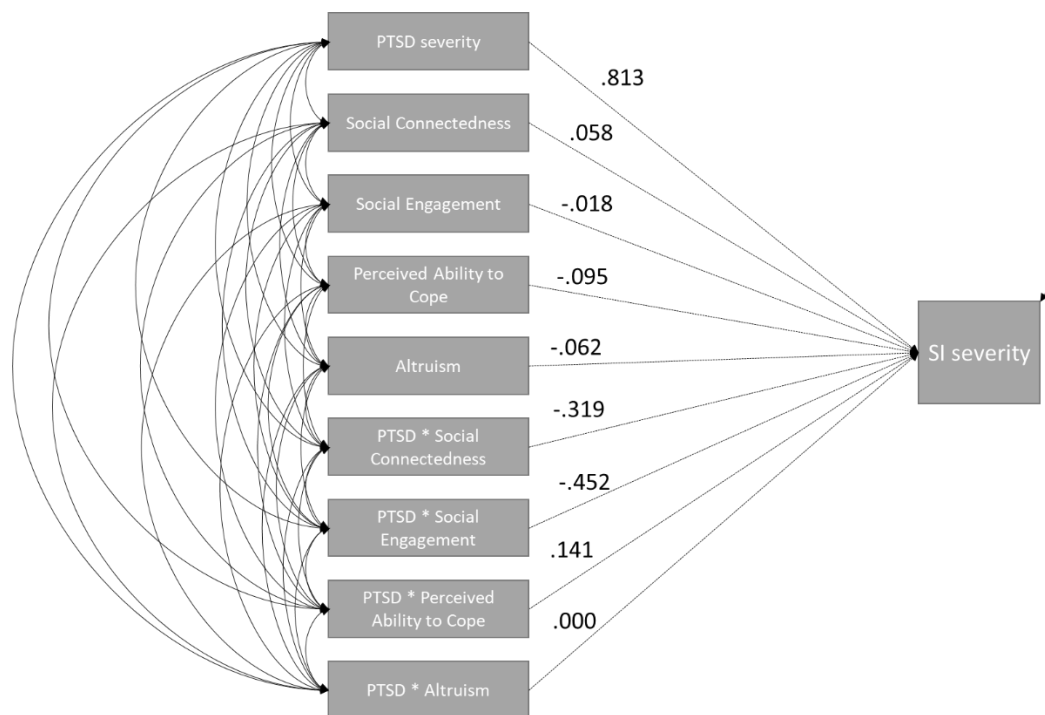 PTSD severity
.813
Social Connectedness
.058
Social Engagement
-.018
Perceived Ability to
Cope
-.095
Altruism
-.062
PTSD * Social
Connectedness
-.319
PTSD * Social
Engagement
-.452
PTSD * Perceived
Ability to Cope
.141
PTSD * Altruism
.000
SI severity